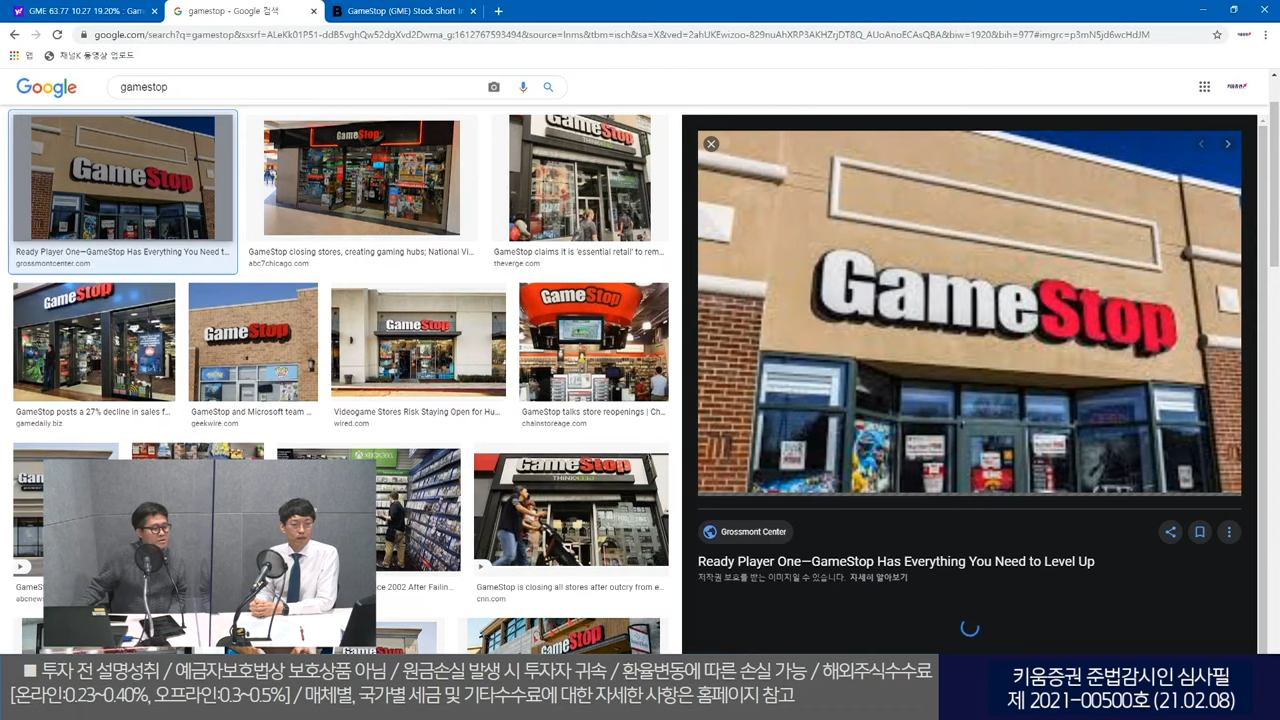 GME 63.77 10.27 19.20% : Gam
gamestop - Google 검색
GameStop (GME) Stock Short In
google.com/search?q=gamestop&sxsrf=ALeKk01P51-ddB5vghQw52dgXvd2Dwma_g:1612767593494&source=lnms&tbm=isch&sa=X&ved=2ahUKEwizoo-829nuAhXRP3AKHZrjDT8Q_AUoAnoECAsQBA&biw=1920&bih=977#imgrc=p3mN5jd6wcHdJM
앱
채널K 동영상 업로드
Google
gamestop
GameStop
GameStop
GameStop
Ready Player One—GameStop Has Everything You Need t...
grossmontcenter.com
GameStop closing stores, creating gaming hubs; National Vi...
abc7chicago.com
GameStop claims it is 'essential retail' to rem...
theverge.com
GameStop
GameStop
GameStop
GameStop
GameStop posts a 27% decline in sales f...
gamedaily.biz
GameStop and Microsoft team ...
geekwire.com
Videogame Stores Risk Staying Open for Hu...
wired.com
GameStop talks store reopenings | Ch...
chainstoreage.com
GameStop
THINKGEEK
GameS
abcnews
ce 2002 After Failin...
GameStop is closing all stores after outcry from e...
cnn.com
GameStop
GameStop
Grossmont Center
Ready Player One—GameStop Has Everything You Need to Level Up
저작권 보호를 받는 이미지일 수 있습니다. 자세히 알아보기
■ 투자 전 설명청취 / 예금자보호법상 보호상품 아님 / 원금손실 발생 시 투자자 귀속 / 환율변동에 따른 손실 가능 / 해외주식수수료
[온라인:0.23~0.40%, 오프라인:0.3~0.5%] / 매체별, 국가별 세금 및 기타수수료에 대한 자세한 사항은 홈페이지 참고
키움증권 준법감시인 심사필
제 2021-00500호 (21.02.08)